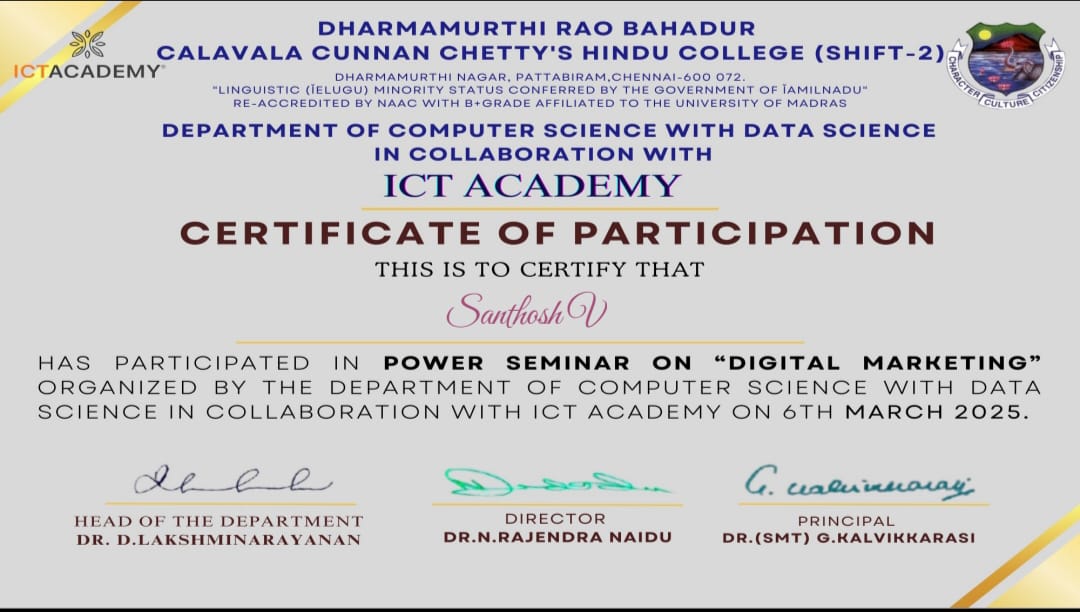 ICTACADEMY
DHARMAMURTHI RAO BAHADUR
CALAVALA CUNNAN CHETTY'S HINDU COLLEGE (SHIFT-2)
DHARMAMURTHI NAGAR, PATTABIRAM,CHENNAI-600 072.
"LINGUISTIC (ĪELUGU) MINORITY STATUS CONFERRED BY THE GOVERNMENT OF ĪAMILNADU"
RE-ACCREDITED BY NAAC WITH B+GRADE AFFILIATED TO THE UNIVERSITY OF MADRAS
CHARACTER CULTURE CITIZENSHIP
DEPARTMENT OF COMPUTER SCIENCE WITH DATA SCIENCE
IN COLLABORATION WITH
ICT ACADEMY
CERTIFICATE OF PARTICIPATION
THIS IS TO CERTIFY THAT
Santhosh V
HAS PARTICIPATED IN POWER SEMINAR ON “DIGITAL MARKETING”
ORGANIZED BY THE DEPARTMENT OF COMPUTER SCIENCE WITH DATA
SCIENCE IN COLLABORATION WITH ICT ACADEMY ON 6TH MARCH 2025.
G. Kalvikkarasi
HEAD OF THE DEPARTMENT
DR. D.LAKSHMINARAYANAN
DIRECTOR
DR.N.RAJENDRA NAIDU
PRINCIPAL
DR.(SMT) G.KALVIKKARASI